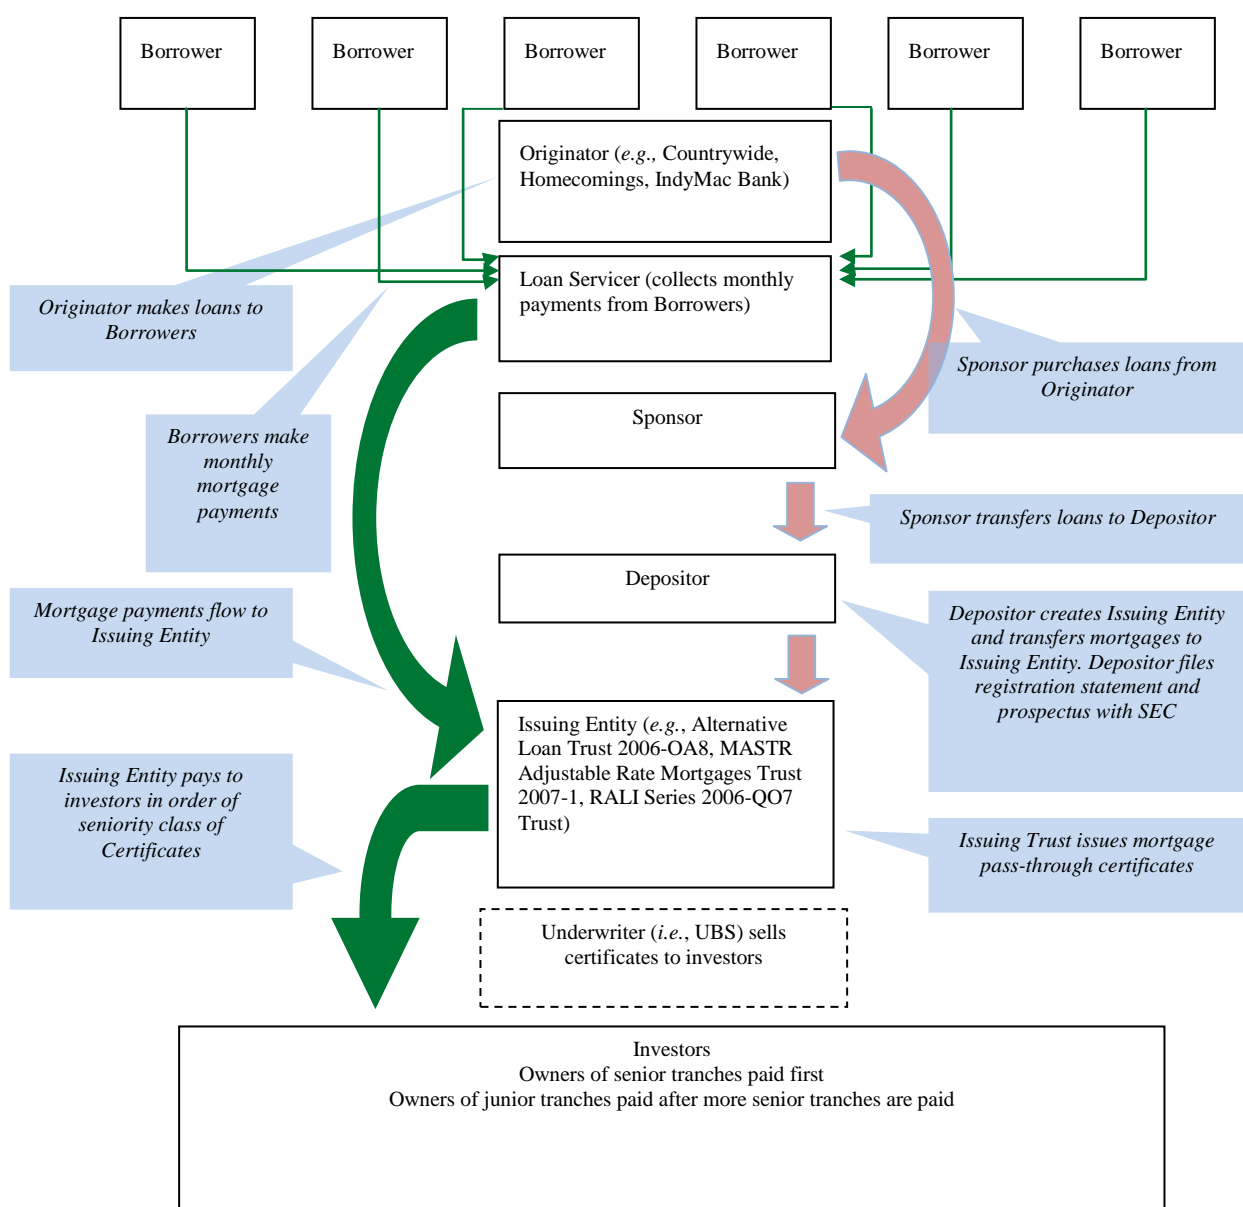 Borrower
Borrower
Borrower
Borrower
Borrower
Borrower
Originator (e.g., Countrywide,
Homecomings, IndyMac Bank)
Loan Servicer (collects monthly
payments from Borrowers)
Originator makes loans to
Borrowers
Sponsor purchases loans from
Originator
Sponsor
Borrowers make
monthly
mortgage
payments
Sponsor transfers loans to Depositor
Depositor
Mortgage payments flow to
Issuing Entity
Depositor creates Issuing Entity
and transfers mortgages to
Issuing Entity. Depositor files
registration statement and
prospectus with SEC
Issuing Entity (e.g., Alternative
Loan Trust 2006-OA8, MASTR
Adjustable Rate Mortgages Trust
2007-1, RALI Series 2006-QO7
Trust)
Issuing Entity pays to
investors in order of
seniority class of
Certificates
Issuing Trust issues mortgage
pass-through certificates
Underwriter (i.e., UBS) sells
certificates to investors
Investors
Owners of senior tranches paid first
Owners of junior tranches paid after more senior tranches are paid